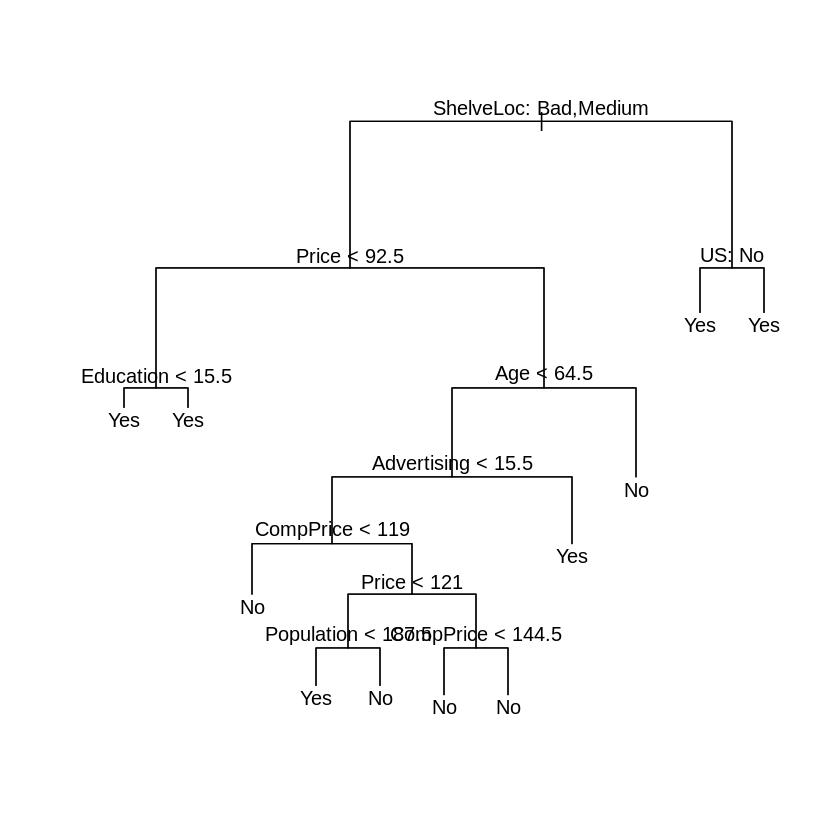 ShelveLoc: Bad,Medium
Price < 92.5
US: No
Yes
Yes
Education < 15.5
Age < 64.5
Yes
Yes
Advertising < 15.5
No
CompPrice < 119
Yes
Price < 121
No
Population < 187.5
CompPrice < 144.5
Yes
No
No
No